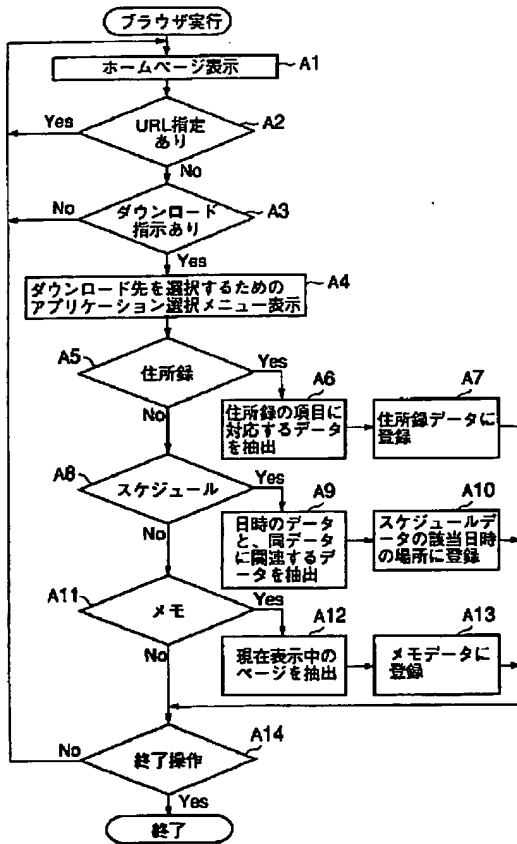 ブラウザ実行
ホームページ表示
A1
URL指定
あり
A2
Yes
No
ダウンロード
指示あり
A3
No
Yes
A4
ダウンロード先を選択するための
アプリケーション選択メニュー表示
A5
住所録
Yes
No
A6
住所録の項目に
対応するデータ
を抽出
A7
住所録データに
登録
A8
スケジュール
Yes
No
A9
日時のデータ
と、同データ
に関連するデ
ータを抽出
A10
スケジュールデ
ータの該当日時
の場所に登録
A11
メモ
Yes
No
A12
現在表示中の
ページを抽出
A13
メモデータに
登録
A14
終了操作
No
Yes
終了